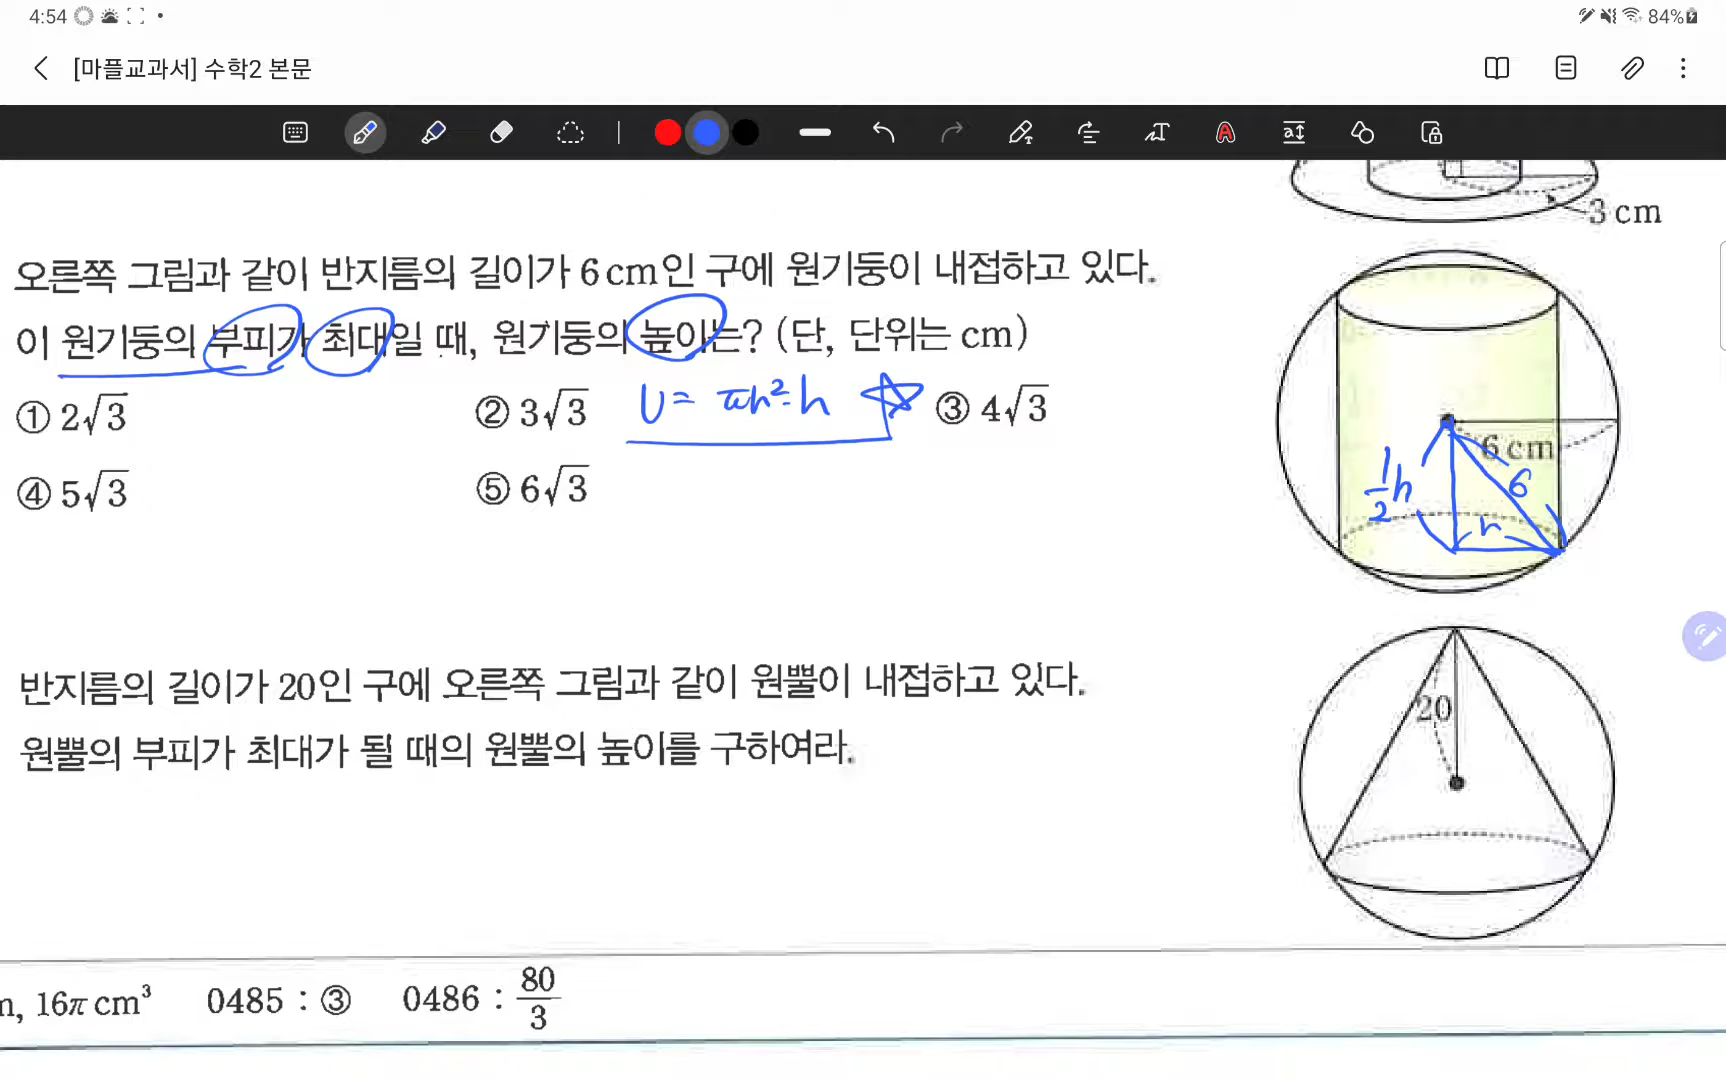 4:54
84%
[마플교과서] 수학2 본문
3 cm
오른쪽 그림과 같이 반지름의 길이가 6 cm인 구에 원기둥이 내접하고 있다.
이 원기둥의 부피가 최대일 때, 원기둥의 높이는? (단, 단위는 cm)
① 2√3 ② 3√3 ③ 4√3
④ 5√3 ⑤ 6√3
6 cm
½h
6
r
반지름의 길이가 20인 구에 오른쪽 그림과 같이 원뿔이 내접하고 있다.
원뿔의 부피가 최대가 될 때의 원뿔의 높이를 구하여라.
20
16π cm³ 0485 : ③ 0486 : 80/3